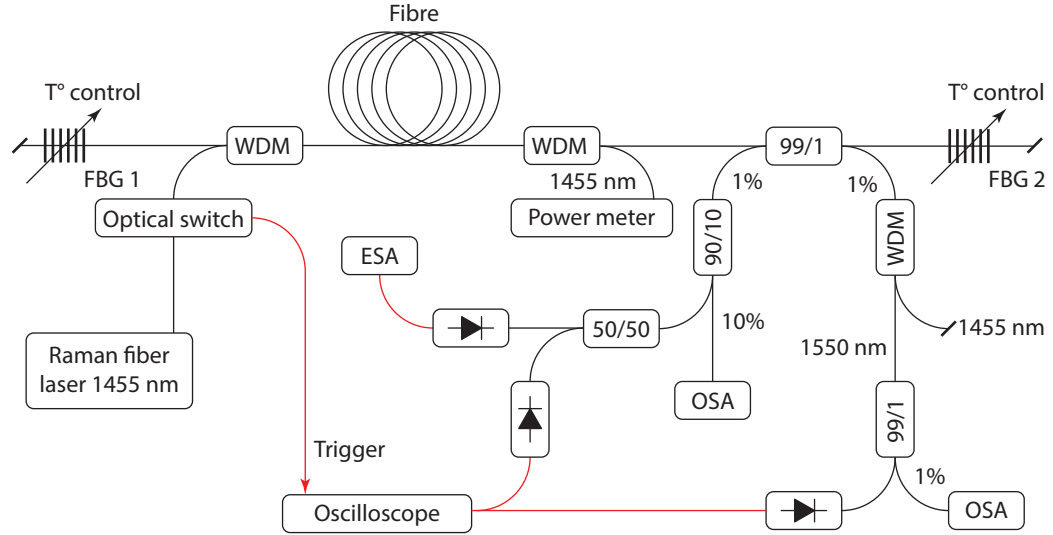 Fibre
T° control
T° control
WDM
WDM
99/1
FBG 1
1455 nm
1%
1%
FBG 2
Optical switch
Power meter
90/10
WDM
ESA
50/50
10%
1455 nm
1550 nm
Raman fiber
laser 1455 nm
OSA
99/1
Trigger
1%
Oscilloscope
OSA